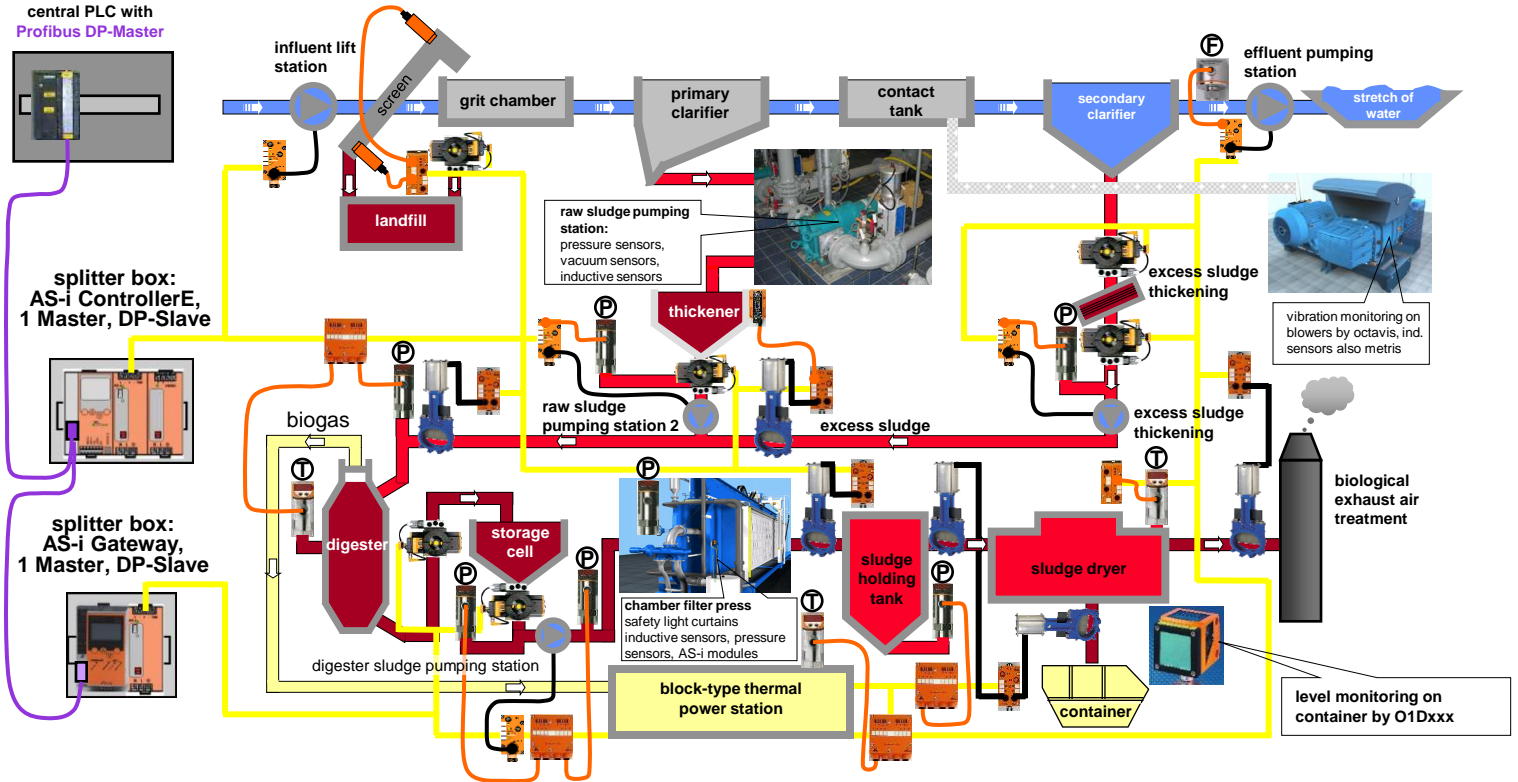 central PLC with
Profibus DP-Master
influent lift
station
screen
grit chamber
primary
clarifier
contact
tank
secondary
clarifier
F
effluent pumping
station
stretch of
water
landfill
raw sludge pumping
station:
pressure sensors,
vacuum sensors,
inductive sensors
splitter box:
AS-i ControllerE,
1 Master, DP-Slave
thickener
P
P
P
excess sludge
thickening
vibration monitoring on
blowers by octavis, ind.
sensors also metris
biogas
raw sludge
pumping station 2
excess sludge
excess sludge
thickening
T
P
T
biological
exhaust air
treatment
splitter box:
AS-i Gateway,
1 Master, DP-Slave
digester
storage
cell
P
P
chamber filter press
safety light curtains
inductive sensors, pressure
sensors, AS-i modules
T
sludge
holding
tank
P
sludge dryer
digester sludge pumping station
block-type thermal
power station
container
level monitoring on
container by O1Dxxx